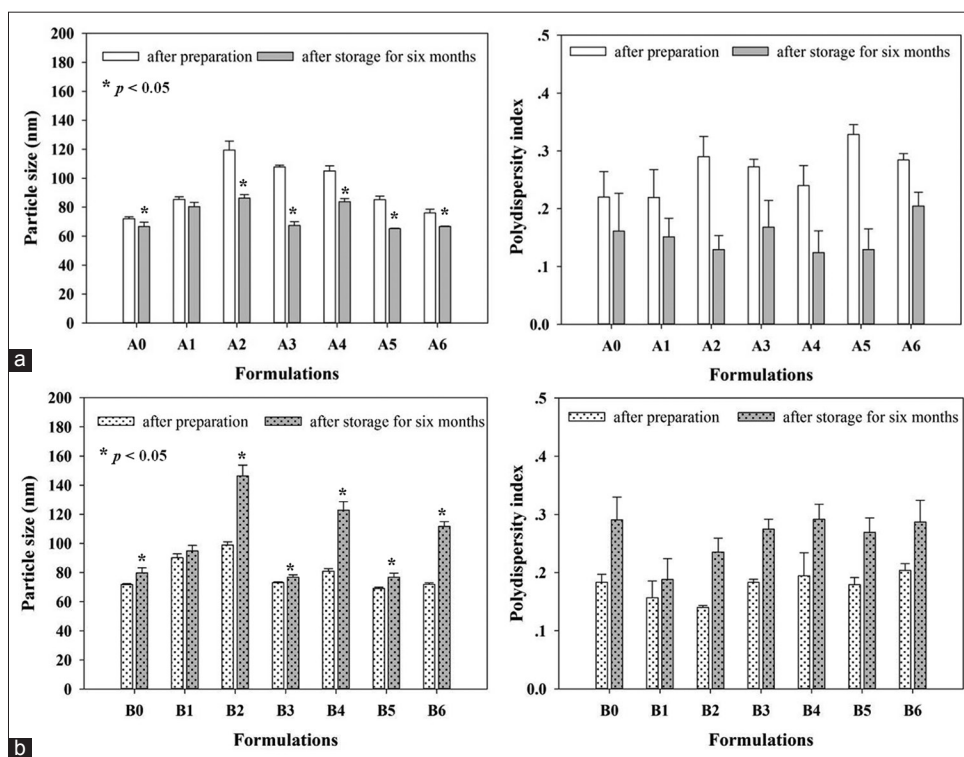 200
180
160
140
120
100
80
60
40
20
0
Particle size (nm)
after preparation
after storage for six months
* p < 0.05
*
*
*
*
*
*
A0 A1 A2 A3 A4 A5 A6
Formulations
.5
.4
.3
.2
.1
0.0
Polydispersity index
after preparation
after storage for six months
A0 A1 A2 A3 A4 A5 A6
Formulations
a
200
180
160
140
120
100
80
60
40
20
0
Particle size (nm)
after preparation
after storage for six months
* p < 0.05
*
*
*
*
*
*
B0 B1 B2 B3 B4 B5 B6
Formulations
.5
.4
.3
.2
.1
0.0
Polydispersity index
after preparation
after storage for six months
B0 B1 B2 B3 B4 B5 B6
Formulations
b